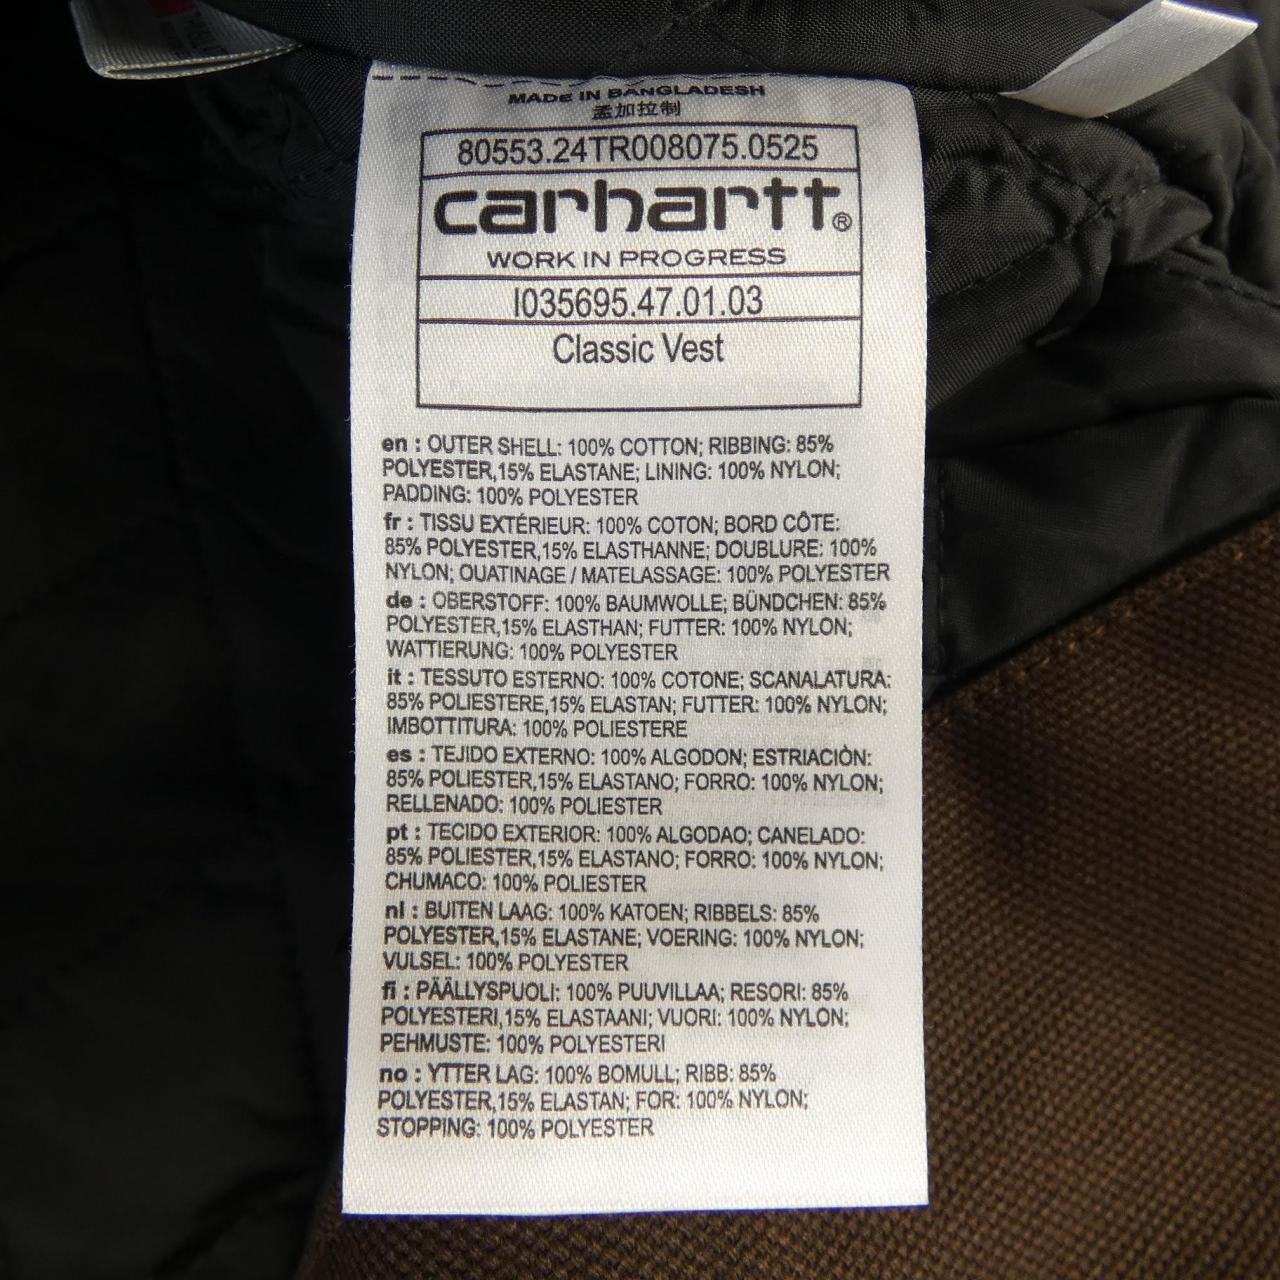 MADE IN BANGLADESH
孟加拉制
80553.24TR008075.0525
carhartt®
WORK IN PROGRESS
I035695.47.01.03
Classic Vest
en : OUTER SHELL: 100% COTTON; RIBBING: 85%
POLYESTER,15% ELASTANE; LINING: 100% NYLON;
PADDING: 100% POLYESTER
fr : TISSU EXTÉRIEUR: 100% COTON; BORD CÔTE:
85% POLYESTER,15% ELASTHANNE; DOUBLURE: 100%
NYLON; OUATINAGE / MATELASSAGE: 100% POLYESTER
de : OBERSTOFF: 100% BAUMWOLLE; BÜNDCHEN: 85%
POLYESTER,15% ELASTHAN; FUTTER: 100% NYLON;
WATTIERUNG: 100% POLYESTER
it : TESSUTO ESTERNO: 100% COTONE; SCANALATURA:
85% POLIESTERE,15% ELASTAN; FUTTER: 100% NYLON;
IMBOTTITURA: 100% POLIESTERE
es : TEJIDO EXTERNO: 100% ALGODON; ESTRIACIÒN:
85% POLIESTER,15% ELASTANO; FORRO: 100% NYLON;
RELLENADO: 100% POLIESTER
pt : TECIDO EXTERIOR: 100% ALGODAO; CANELADO:
85% POLIESTER,15% ELASTANO; FORRO: 100% NYLON;
CHUMACO: 100% POLIESTER
nl : BUITEN LAAG: 100% KATOEN; RIBBELS: 85%
POLYESTER,15% ELASTANE; VOERING: 100% NYLON;
VULSEL: 100% POLYESTER
fi : PÄÄLLYSPUOLI: 100% PUUVILLAA; RESORI: 85%
POLYESTERI,15% ELASTAANI; VUORI: 100% NYLON;
PEHMUSTE: 100% POLYESTERI
no : YTTER LAG: 100% BOMULL; RIBB: 85%
POLYESTER,15% ELASTAN; FOR: 100% NYLON;
STOPPING: 100% POLYESTER